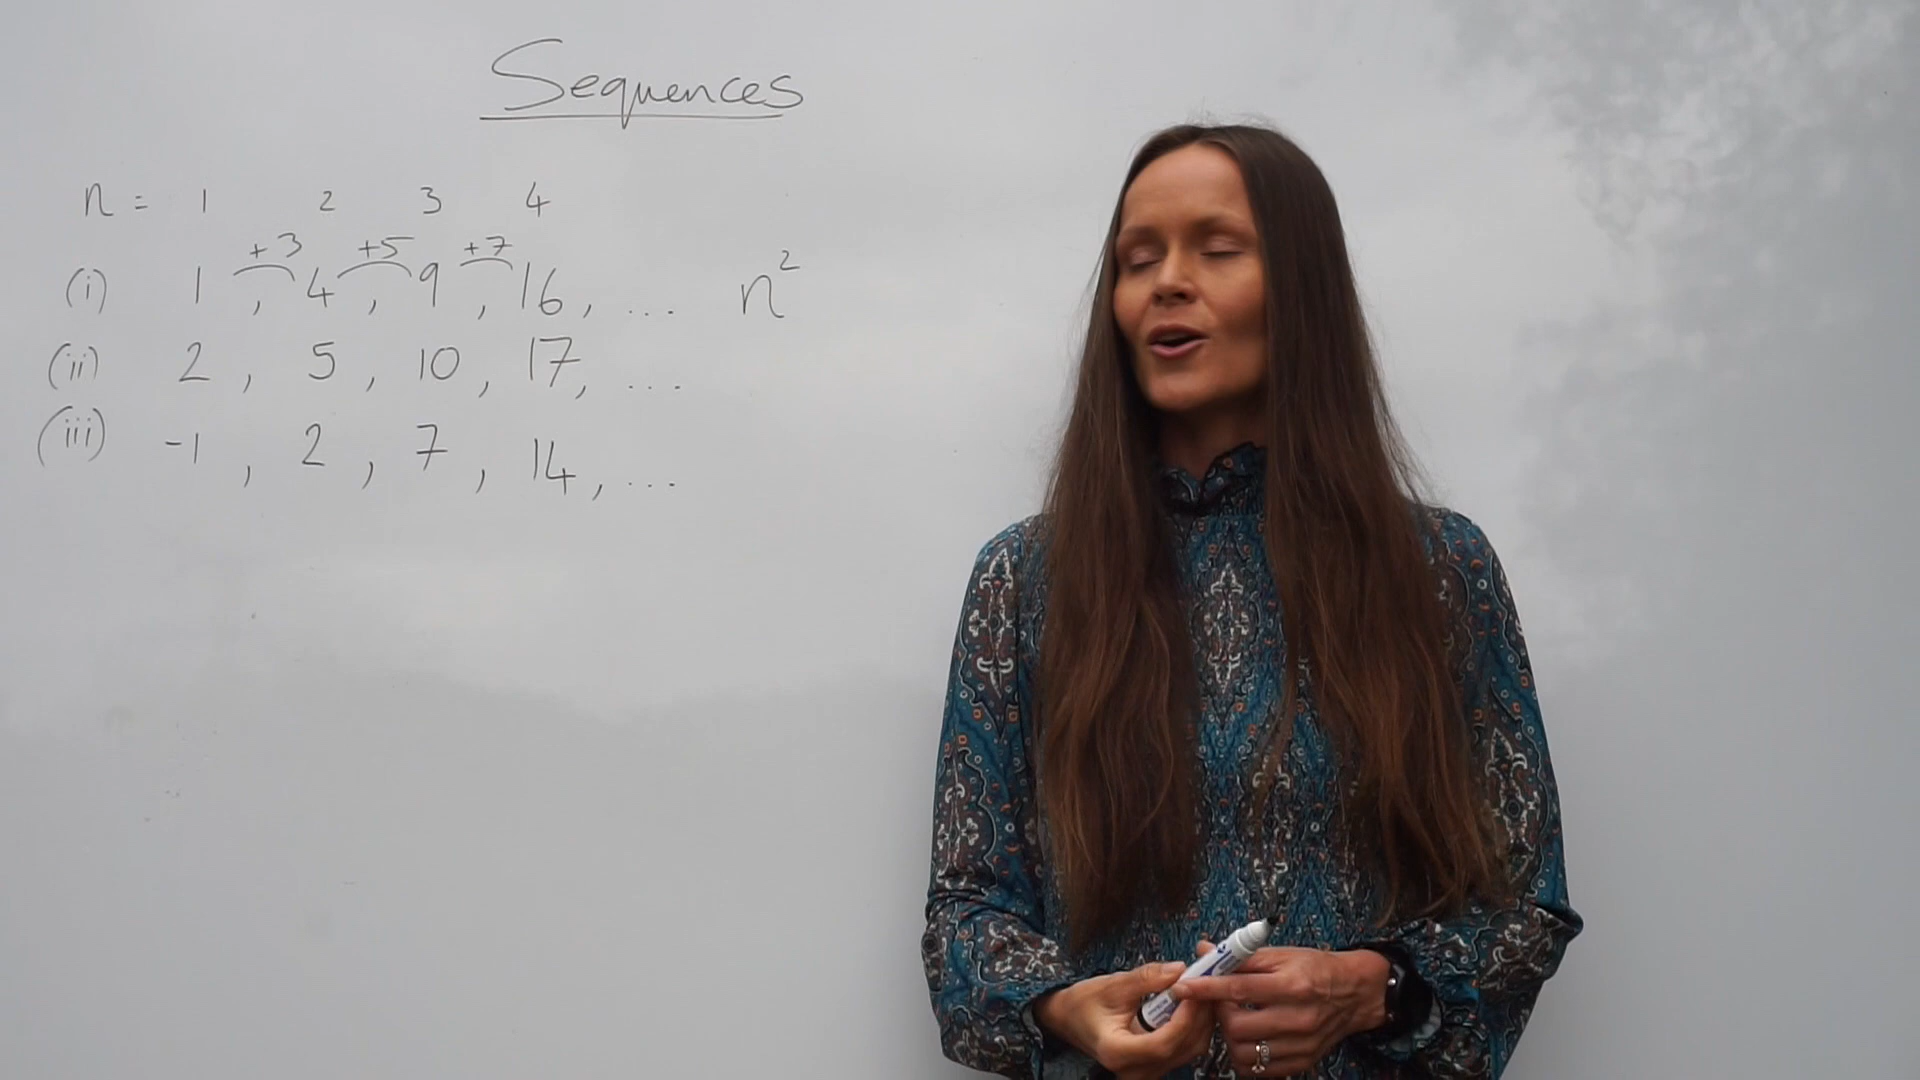 Sequences
n = 1 2 3 4
+3 +5 +7
(i) 1 , 4 , 9 , 16 , ... n²
(ii) 2 , 5 , 10 , 17 , ...
(iii) -1 , 2 , 7 , 14 , ...